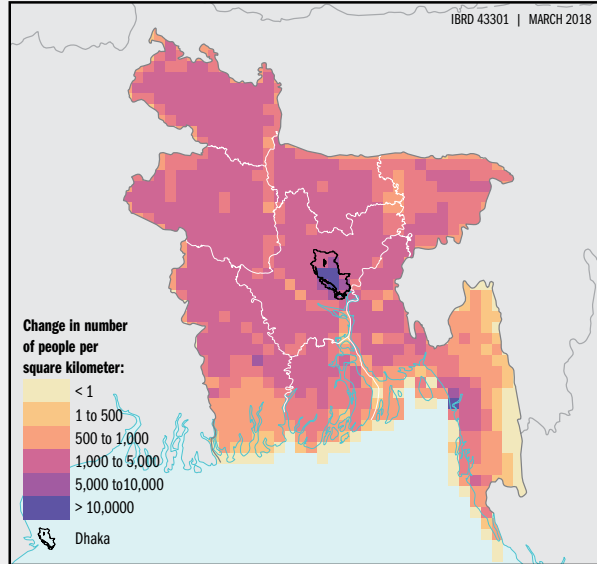 IBRD 43301 | MARCH 2018
Change in number
of people per
square kilometer:
< 1
1 to 500
500 to 1,000
1,000 to 5,000
5,000 to10,000
> 10,0000
Dhaka